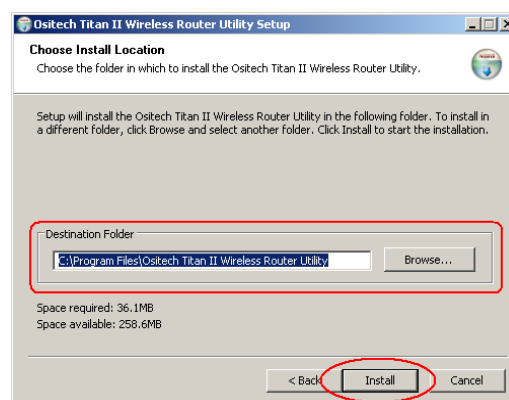 Ositech Titan II Wireless Router Utility Setup
Choose Install Location
Choose the folder in which to install the Ositech Titan II Wireless Router Utility.
Setup will install the Ositech Titan II Wireless Router Utility in the following folder. To install in
a different folder, click Browse and select another folder. Click Install to start the installation.
Destination Folder
C:\Program Files\Ositech Titan II Wireless Router Utility
Browse...
Space required: 36.1MB
Space available: 258.6MB
< Back
Install
Cancel